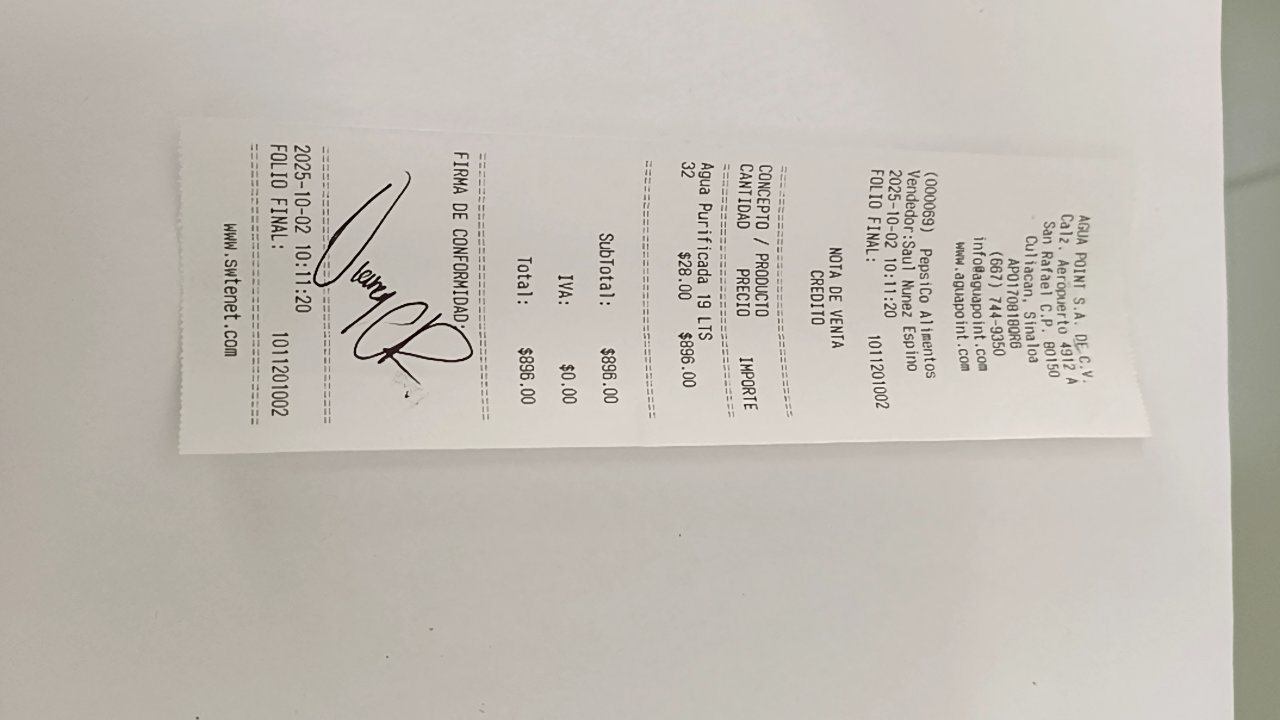 AGUA POINT S.A. DE C.V.
Calz. Aeropuerto 4912 A
San Rafael C.P. 80150
Culiacan, Sinaloa
APO170818QR6
(667) 744-9350
info@aguapoint.com
www.aguapoint.com
(000069) PepsiCo Alimentos
Vendedor:Saul Nunez Espino
2025-10-02 10:11:20
FOLIO FINAL: 1011201002
NOTA DE VENTA
CREDITO
CONCEPTO / PRODUCTO
CANTIDAD PRECIO IMPORTE
Agua Purificada 19 LTS
32 $28.00 $896.00
SubTotal: $896.00
IVA: $0.00
Total: $896.00
FIRMA DE CONFORMIDAD:
2025-10-02 10:11:20
FOLIO FINAL: 1011201002
www.swtenet.com